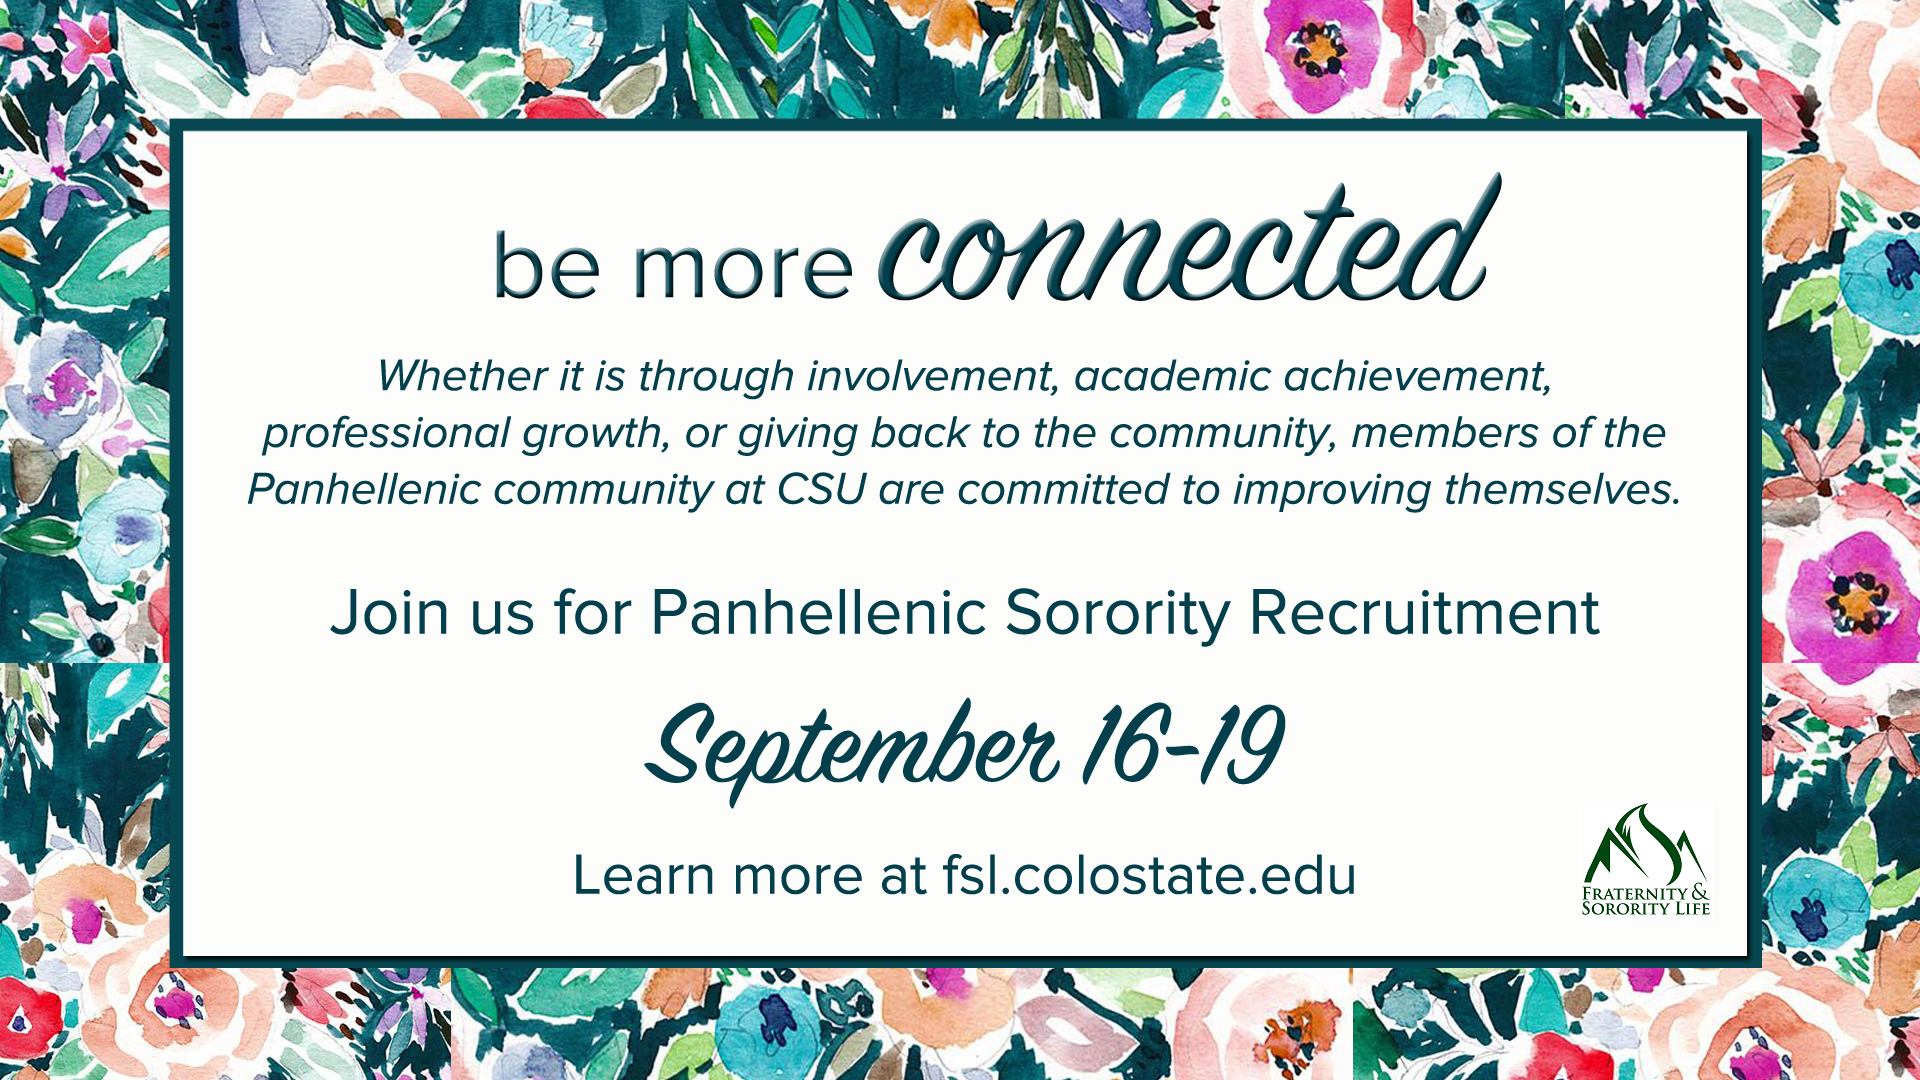 be more connected
Whether it is through involvement, academic achievement,
professional growth, or giving back to the community, members of the
Panhellenic community at CSU are committed to improving themselves.
Join us for Panhellenic Sorority Recruitment
September 16-19
Learn more at fsl.colostate.edu
FRATERNITY &
SORORITY LIFE